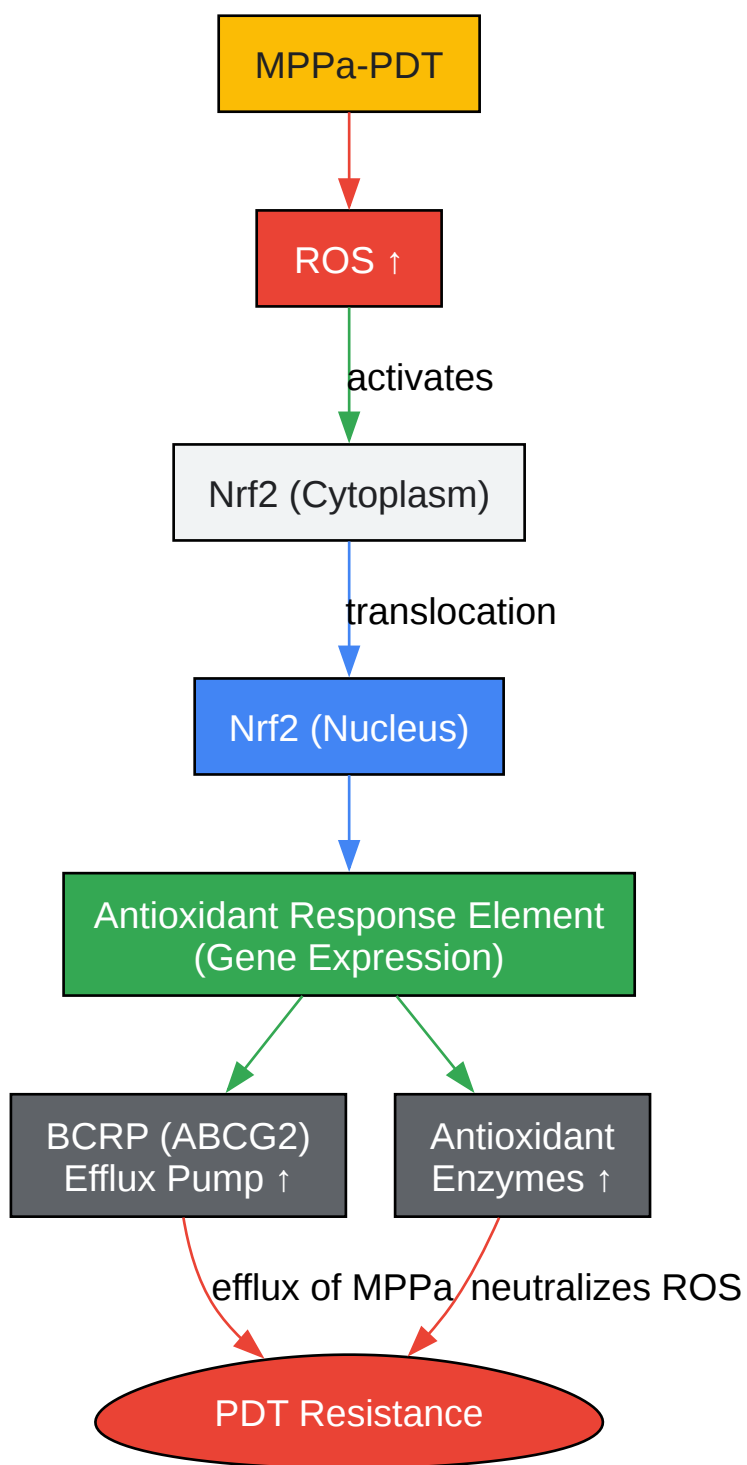 MPPa-PDT
ROS ↑
activates
Nrf2 (Cytoplasm)
translocation
Nrf2 (Nucleus)
Antioxidant Response Element
(Gene Expression)
BCRP (ABCG2)
Efflux Pump ↑
Antioxidant
Enzymes ↑
efflux of MPPa
neutralizes ROS
PDT Resistance